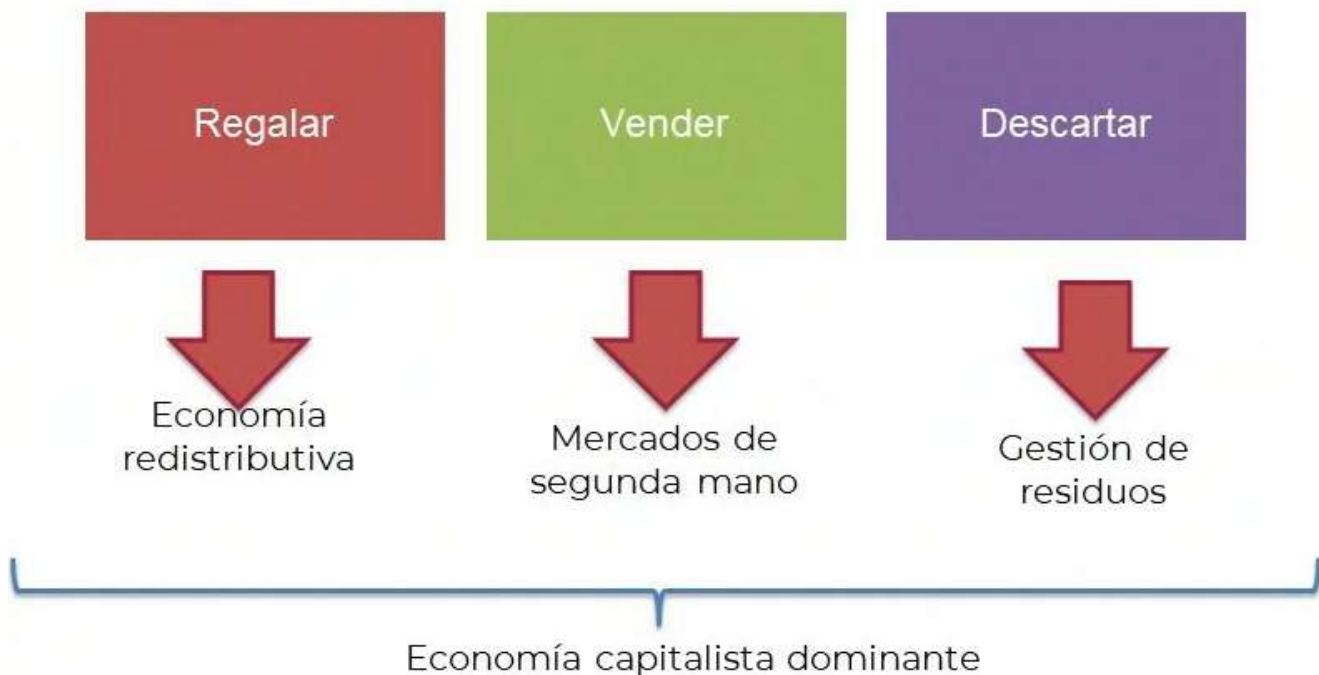 Regalar
Vender
Descartar
Economía
redistributiva
Mercados de
segunda mano
Gestión de
residuos
Economía capitalista dominante